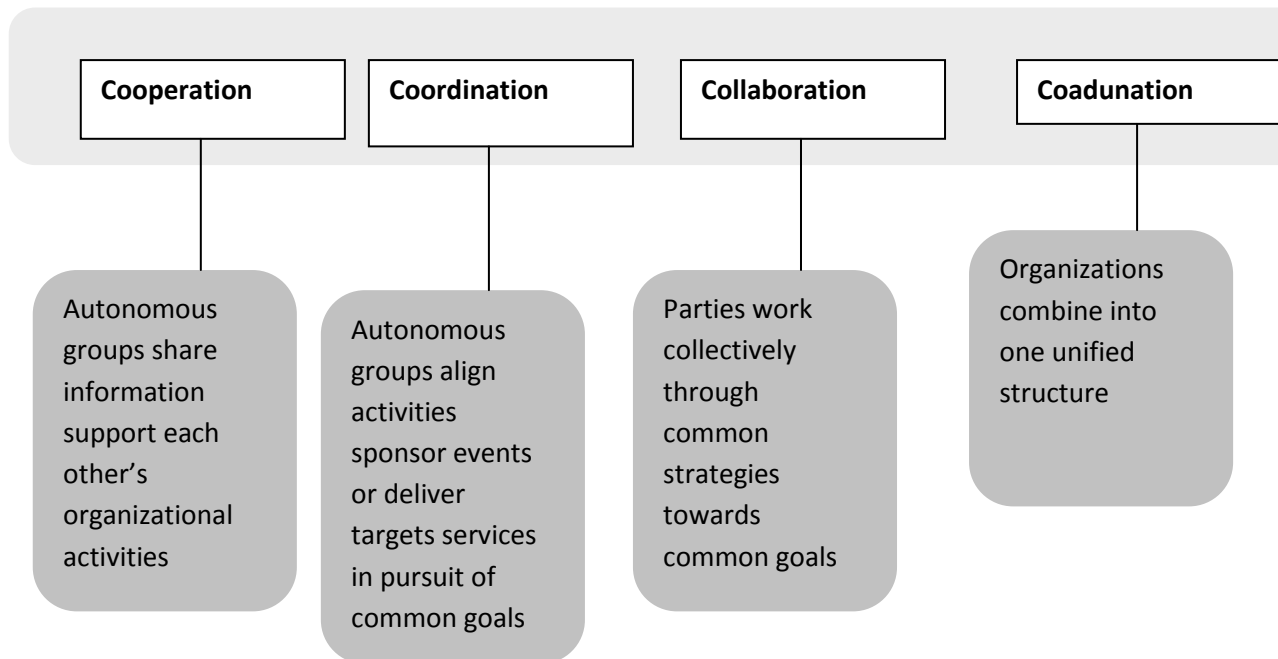 Cooperation
Coordination
Collaboration
Coadunation
Autonomous
groups share
information
support each
other’s
organizational
activities
Autonomous
groups align
activities
sponsor events
or deliver
targets services
in pursuit of
common goals
Parties work
collectively
through
common
strategies
towards
common goals
Organizations
combine into
one unified
structure